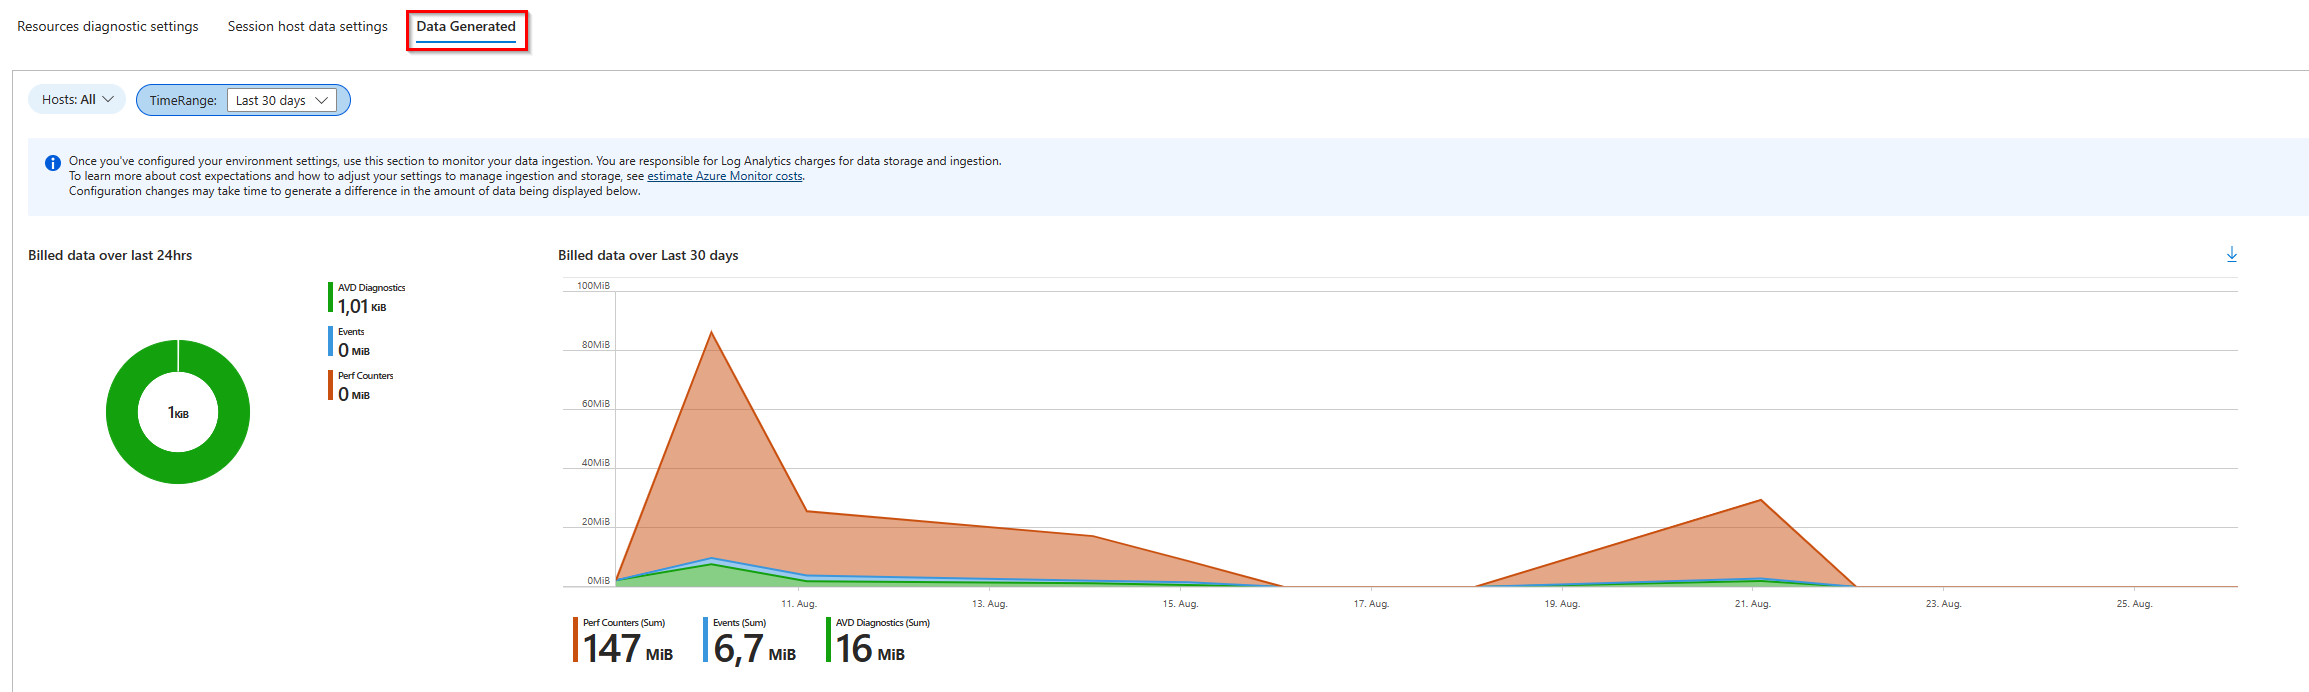 Resources diagnostic settings
Session host data settings
Data Generated
Hosts: All
TimeRange: Last 30 days
Once you've configured your environment settings, use this section to monitor your data ingestion. You are responsible for Log Analytics charges for data storage and ingestion.
To learn more about cost expectations and how to adjust your settings to manage ingestion and storage, see estimate Azure Monitor costs.
Configuration changes may take time to generate a difference in the amount of data being displayed below.
Billed data over last 24hrs
AVD Diagnostics
1,01 KiB
Events
0 MiB
Perf Counters
0 MiB
1KiB
Billed data over Last 30 days
100MiB
80MiB
60MiB
40MiB
20MiB
0MiB
11. Aug.
13. Aug.
15. Aug.
17. Aug.
19. Aug.
21. Aug.
23. Aug.
25. Aug.
Perf Counters (Sum)
147 MiB
Events (Sum)
6,7 MiB
AVD Diagnostics (Sum)
16 MiB